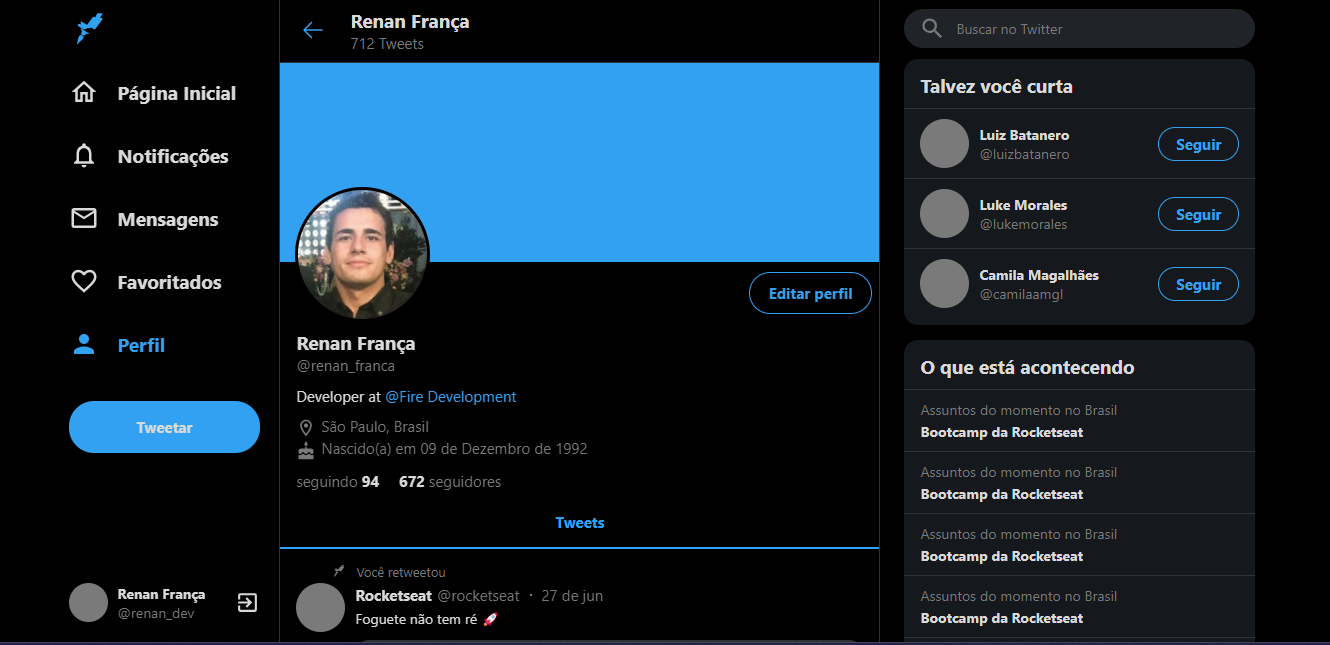 Página Inicial
Notificações
Mensagens
Favoritados
Perfil
Tweetar
Renan França
@renan_dev
Renan França
712 Tweets
Editar perfil
Renan França
@renan_franca
Developer at @Fire Development
São Paulo, Brasil
Nascido(a) em 09 de Dezembro de 1992
seguindo 94 672 seguidores
Tweets
Você retweetou
Rocketseat @rocketseat · 27 de jun
Foguete não tem ré 🚀
Buscar no Twitter
Talvez você curta
Luiz Batanero
@luizbatanero
Seguir
Luke Morales
@lukemorales
Seguir
Camila Magalhães
@camilaamgl
Seguir
O que está acontecendo
Assuntos do momento no Brasil
Bootcamp da Rocketseat
Assuntos do momento no Brasil
Bootcamp da Rocketseat
Assuntos do momento no Brasil
Bootcamp da Rocketseat
Assuntos do momento no Brasil
Bootcamp da Rocketseat